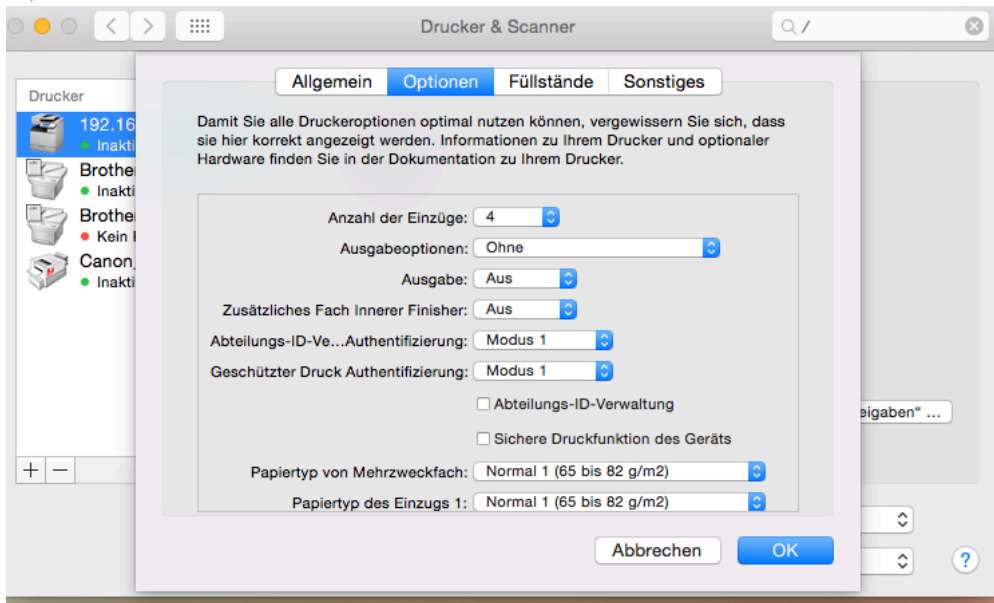 Drucker & Scanner
/
Drucker
192.16
Inakti
Brothe
Inakti
Brothe
Kein
Canon_
Inakti
+ −
Allgemein Optionen Füllstände Sonstiges
Damit Sie alle Druckeroptionen optimal nutzen können, vergewissern Sie sich, dass
sie hier korrekt angezeigt werden. Informationen zu Ihrem Drucker und optionaler
Hardware finden Sie in der Dokumentation zu Ihrem Drucker.
Anzahl der Einzüge: 4
Ausgabeoptionen: Ohne
Ausgabe: Aus
Zusätzliches Fach Innerer Finisher: Aus
Abteilungs-ID-Ve...Authentifizierung: Modus 1
Geschützter Druck Authentifizierung: Modus 1
Abteilungs-ID-Verwaltung
Sichere Druckfunktion des Geräts
Papiertyp von Mehrzweckfach: Normal 1 (65 bis 82 g/m2)
Papiertyp des Einzugs 1: Normal 1 (65 bis 82 g/m2)
Abbrechen OK
eigaben“ ...
?